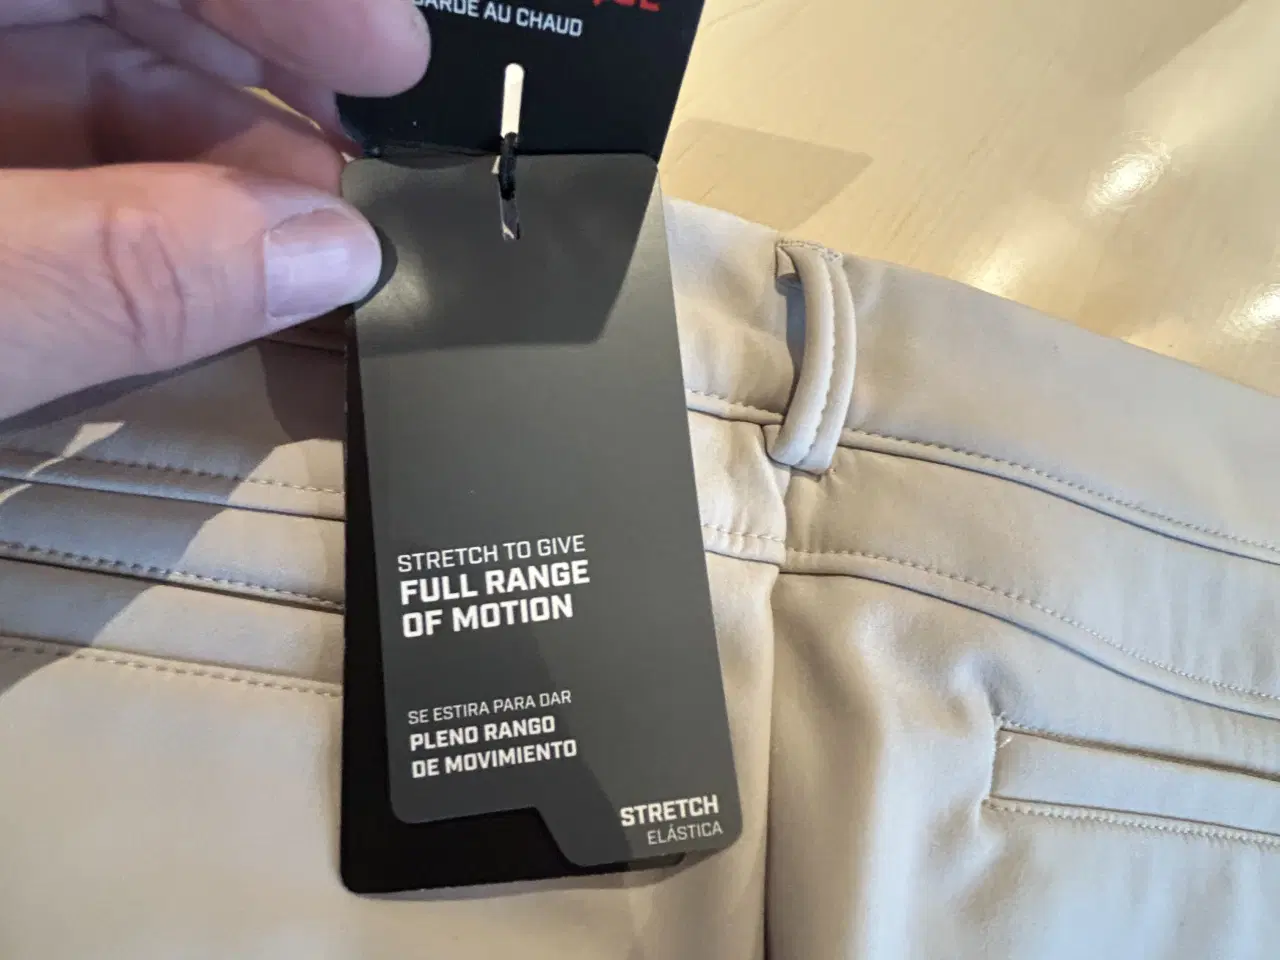 GARDE AU CHAUD
STRETCH TO GIVE
FULL RANGE
OF MOTION
SE ESTIRA PARA DAR
PLENO RANGO
DE MOVIMIENTO
STRETCH
ELÁSTICA